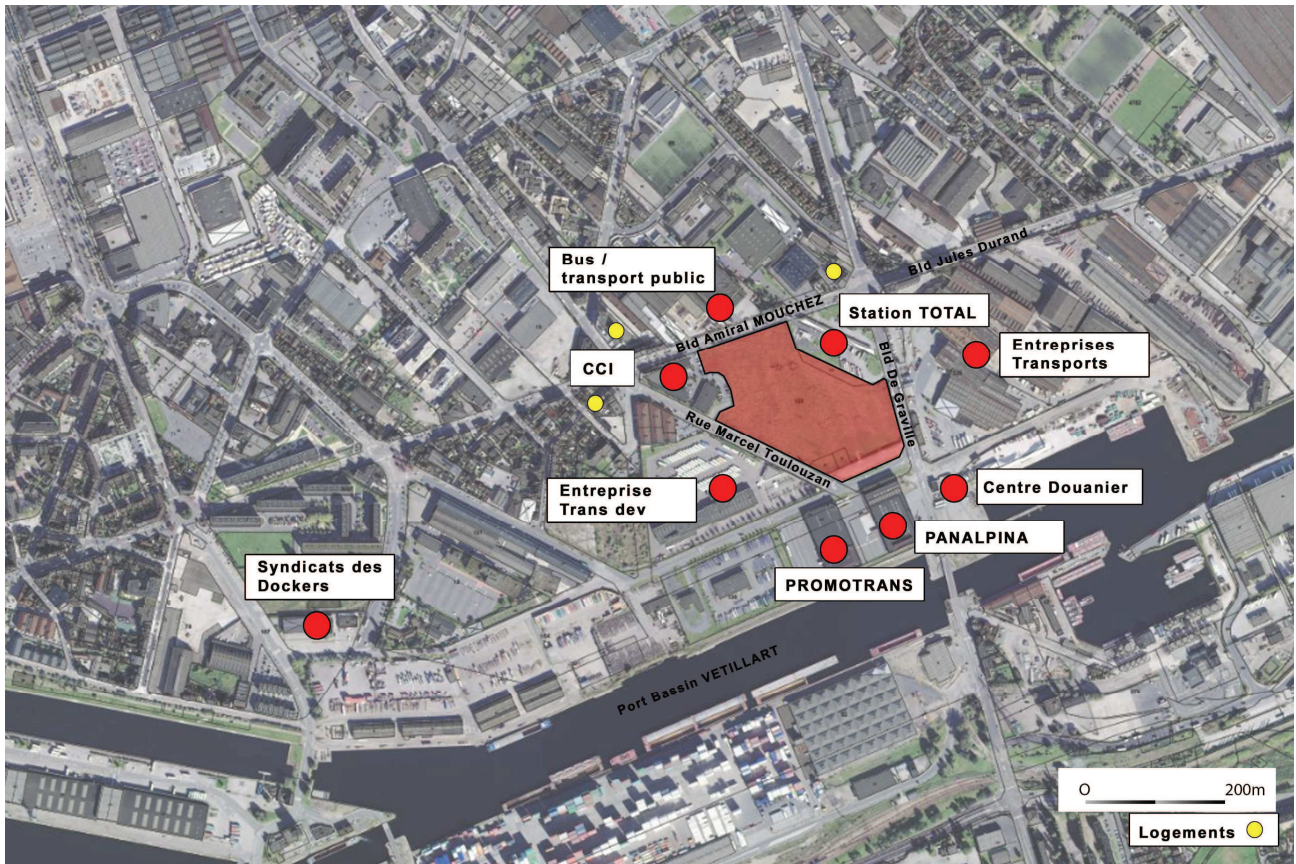 Bus /
transport public
Bld Jules Durand
Bld Amiral MOUCHEZ
Station TOTAL
Entreprises
Transports
CCI
Bld De Graville
Rue Marcel Toulouzan
Entreprise
Trans dev
Centre Douanier
PANALPINA
PROMOTRANS
Syndicats des
Dockers
Port Bassin VETILLART
O 200m
Logements